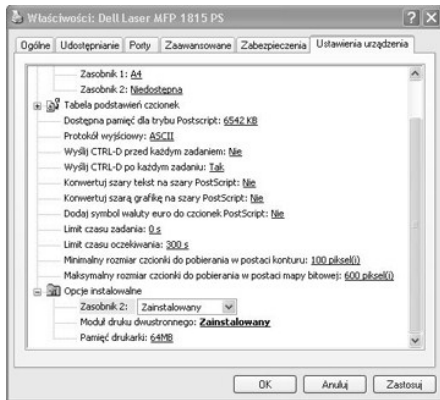 Właściwości: Dell Laser MFP 1815 PS
Ogólne Udostępnianie Porty Zaawansowane Zabezpieczenia Ustawienia urządzenia
Zasobnik 1: A4
Zasobnik 2: Niedostępna
Tabela podstawień czcionek
Dostępna pamięć dla trybu Postscript: 6542 KB
Protokół wyjściowy: ASCII
Wyślij CTRL-D przed każdym zadaniem: Nie
Wyślij CTRL-D po każdym zadaniu: Tak
Konwertuj szary tekst na szary PostScript: Nie
Konwertuj szarą grafikę na szary PostScript: Nie
Dodaj symbol waluty euro do czcionek PostScript: Nie
Limit czasu zadania: 0 s
Limit czasu oczekiwania: 300 s
Minimalny rozmiar czcionki do pobierania w postaci konturu: 100 piksel(i)
Maksymalny rozmiar czcionki do pobierania w postaci mapy bitowej: 600 piksel(i)
Opcje instalowalne
Zasobnik 2: Zainstalowany
Moduł druku dwustronnego: Zainstalowany
Pamięć drukarki: 64MB
OK Anuluj Zastosuj